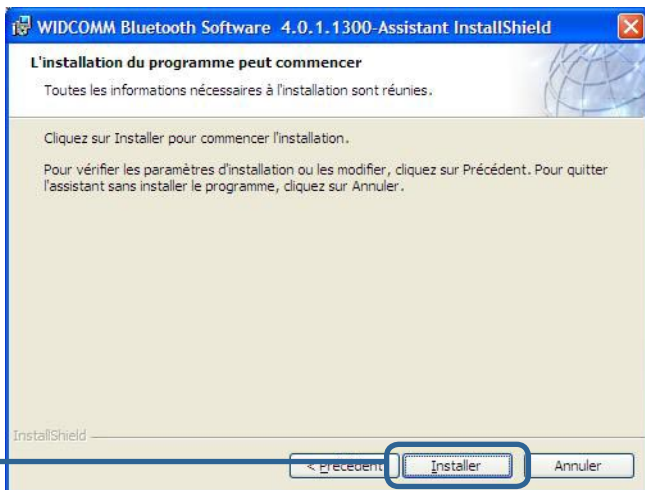 WIDCOMM Bluetooth Software 4.0.1.1300-Assistant InstallShield
L'installation du programme peut commencer
Toutes les informations nécessaires à l'installation sont réunies.
Cliquez sur Installer pour commencer l'installation.
Pour vérifier les paramètres d'installation ou les modifier, cliquez sur Précédent. Pour quitter
l'assistant sans installer le programme, cliquez sur Annuler.
InstallShield
< Précédent Installer Annuler